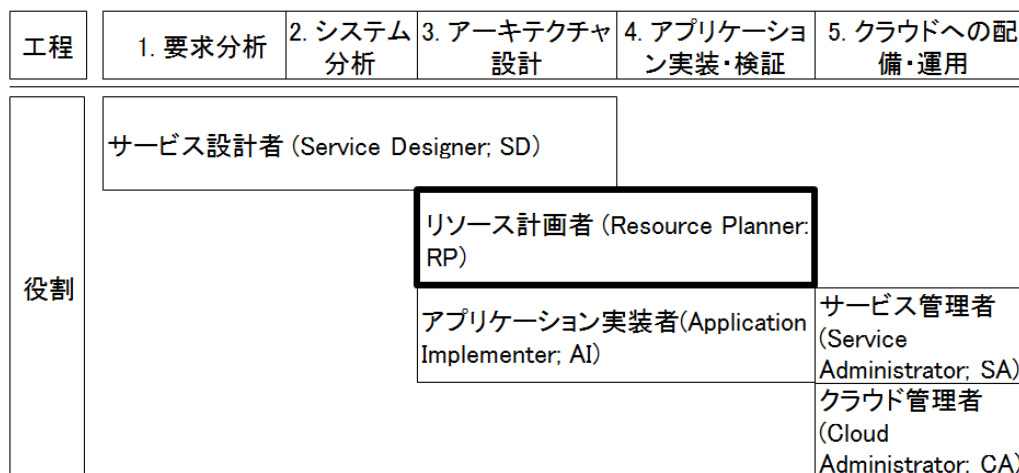 工程
1. 要求分析
2. システム
分析
3. アーキテクチャ
設計
4. アプリケーショ
ン実装・検証
5. クラウドへの配
備・運用
役割
サービス設計者 (Service Designer; SD)
リソース計画者 (Resource Planner:
RP)
アプリケーション実装者(Application
Implementer; AI)
サービス管理者
(Service
Administrator; SA)
クラウド管理者
(Cloud
Administrator; CA)